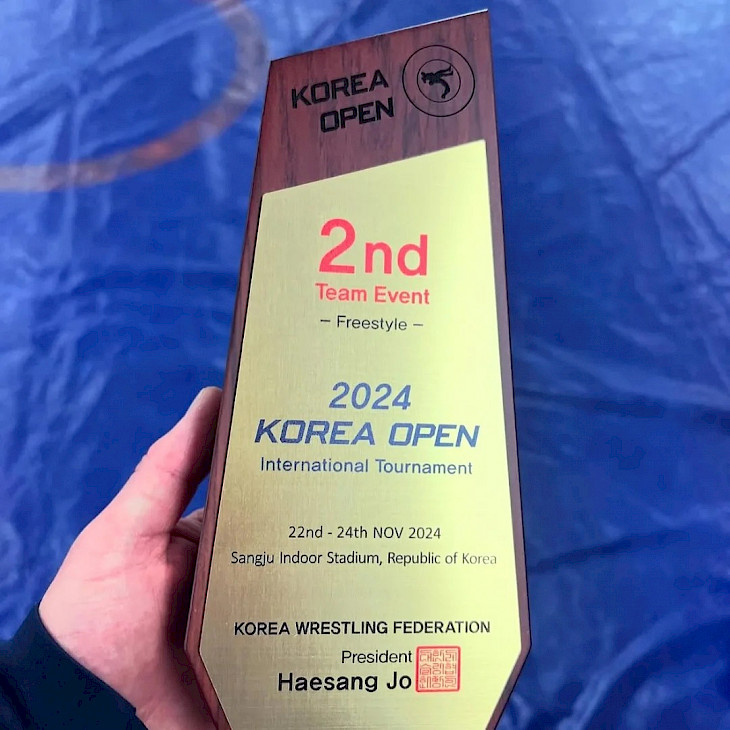 KOREA
OPEN
2nd
Team Event
– Freestyle –
2024
KOREA OPEN
International Tournament
22nd - 24th NOV 2024
Sangju Indoor Stadium, Republic of Korea
KOREA WRESTLING FEDERATION
President
Haesang Jo